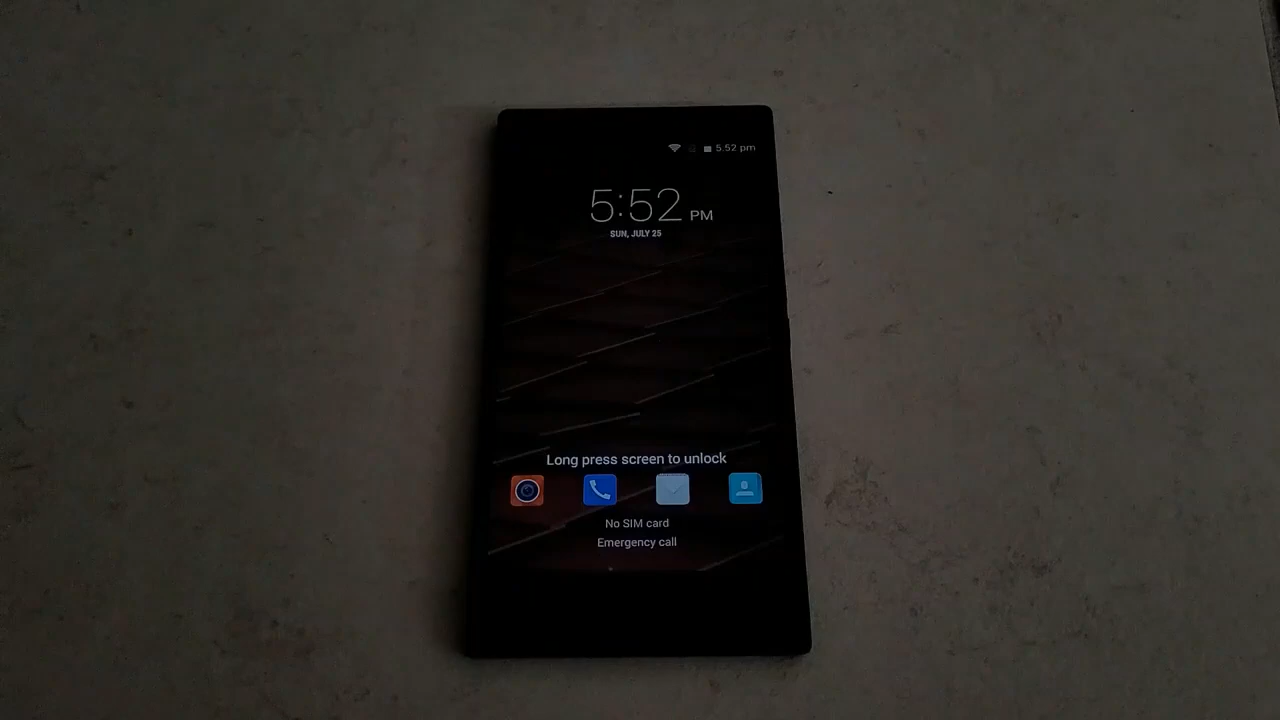 5:52 pm
5:52 PM
SUN, JULY 25
Long press screen to unlock
No SIM card
Emergency call